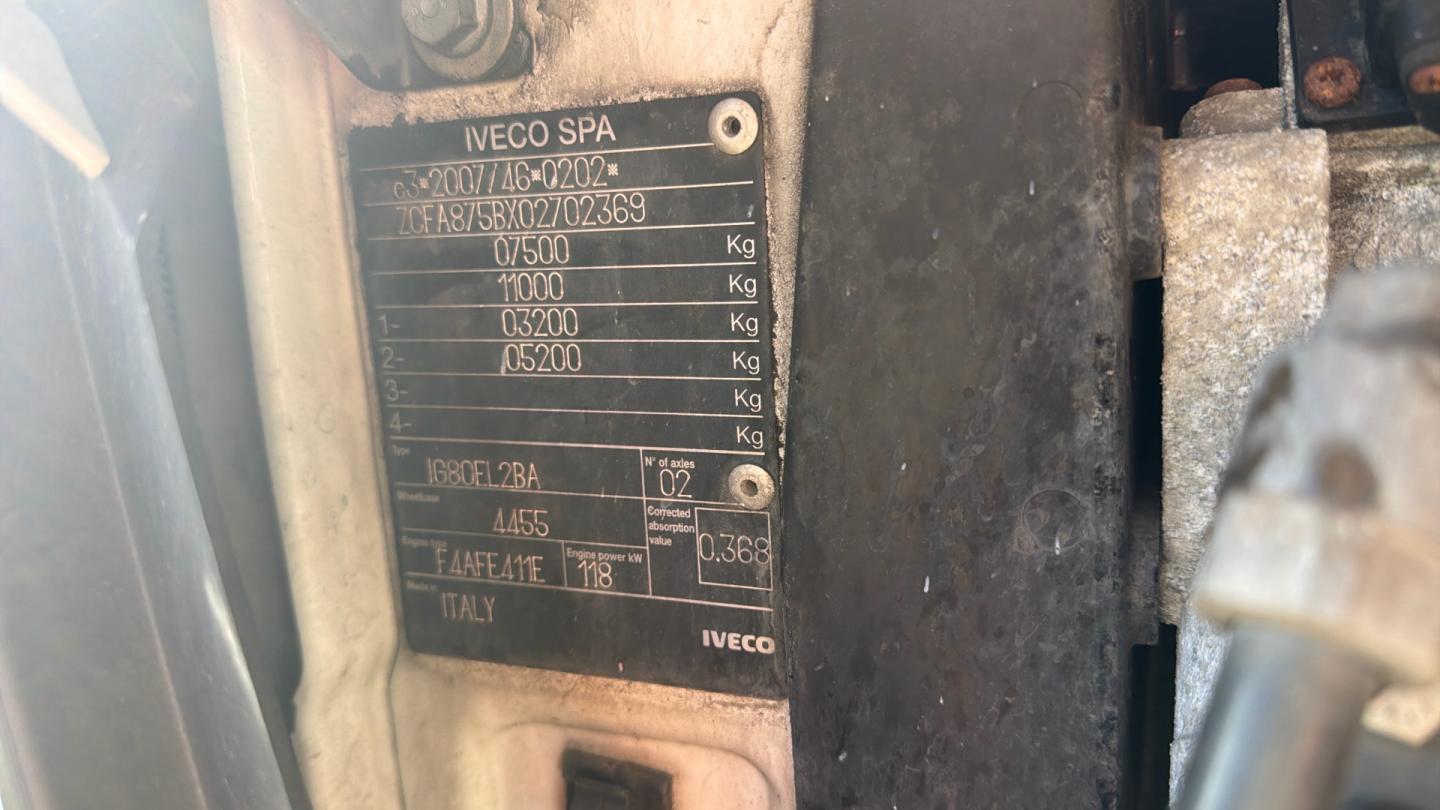 IVECO SPA
e3*2007/46*0202*
ZCFA875BX02702369
07500 Kg
11000 Kg
1- 03200 Kg
2- 05200 Kg
3- Kg
4- Kg
Type
IG80EL2BA
N° of axles
02
Wheelbase
4455
Corrected
absorption
value
0.368
Engine type
F4AFE411E
Engine power kW
118
Made in
ITALY
IVECO